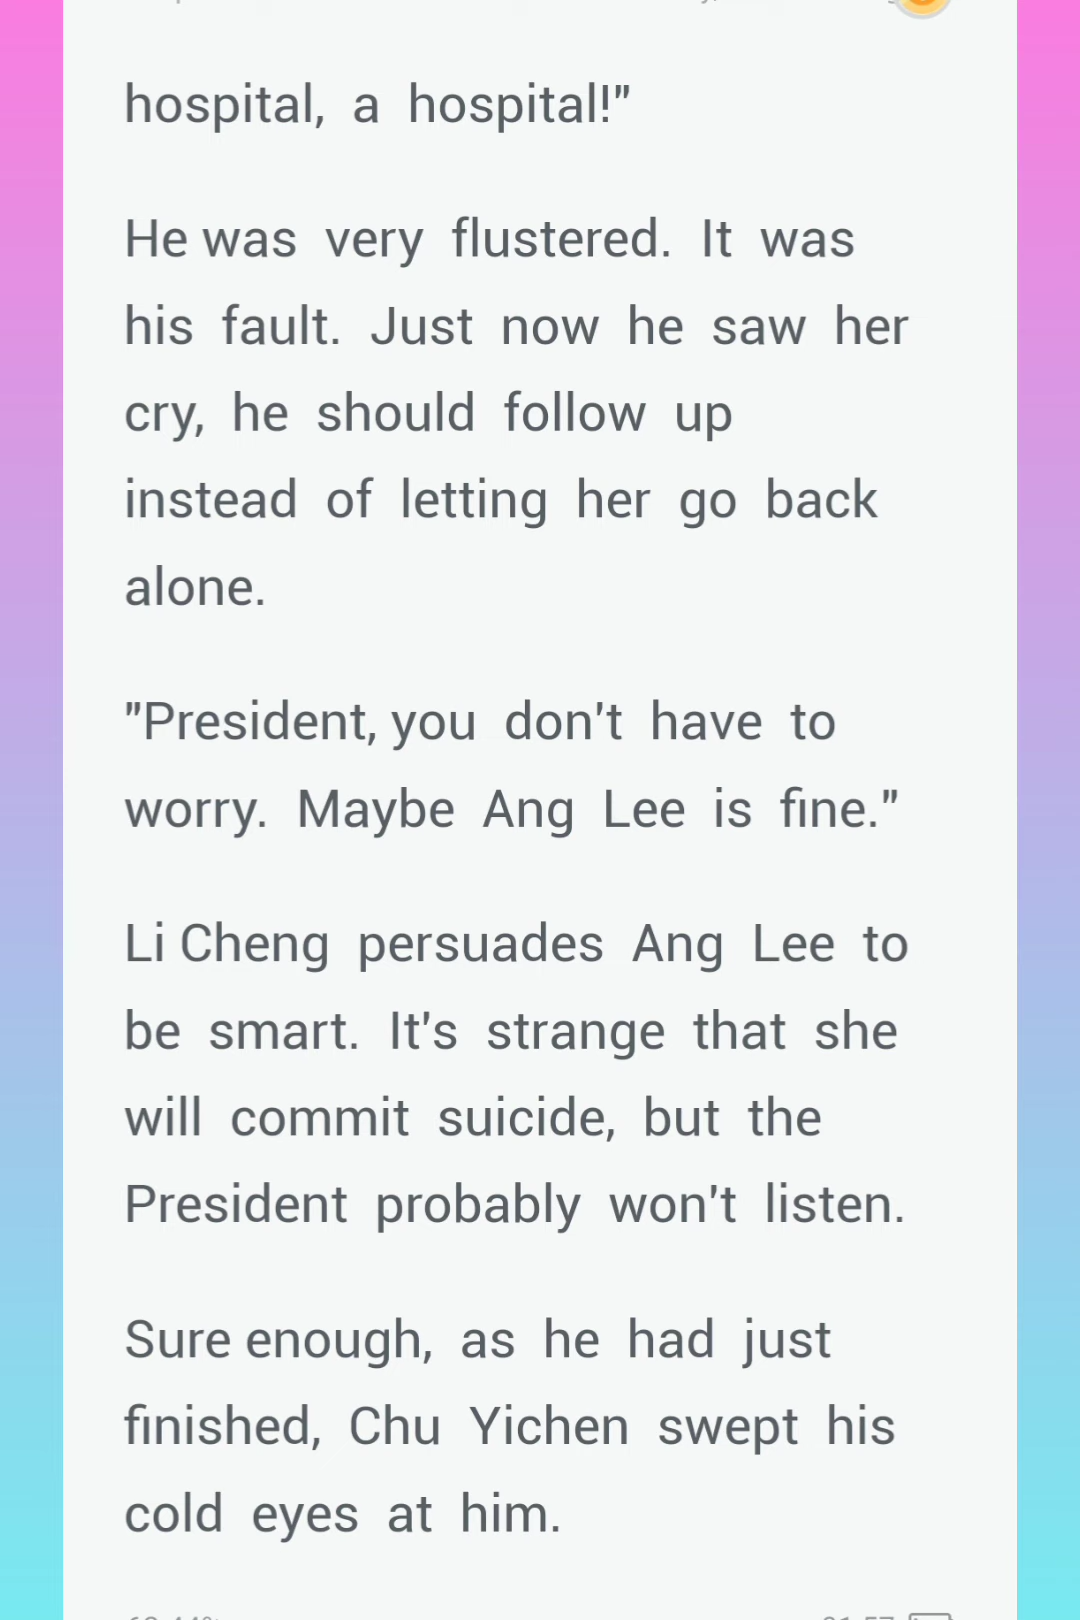 hospital, a hospital!"
He was very flustered. It was
his fault. Just now he saw her
cry, he should follow up
instead of letting her go back
alone.
"President, you don't have to
worry. Maybe Ang Lee is fine."
Li Cheng persuades Ang Lee to
be smart. It's strange that she
will commit suicide, but the
President probably won't listen.
Sure enough, as he had just
finished, Chu Yichen swept his
cold eyes at him.